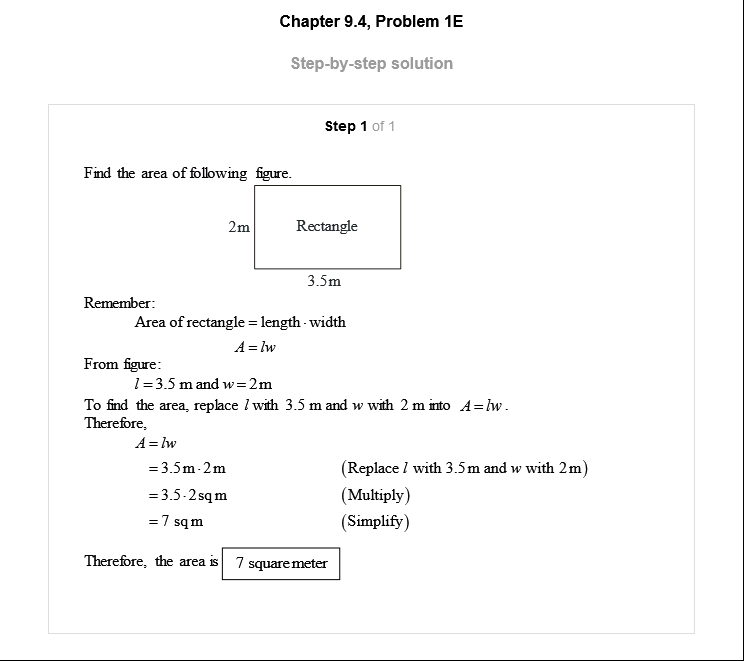 Chapter 9.4, Problem 1E
Step-by-step solution
Step 1 of 1
Find the area of following figure.
2m
Rectangle
3.5m
Remember:
Area of rectangle = length · width
A = lw
From figure:
l = 3.5 m and w = 2 m
To find the area, replace l with 3.5 m and w with 2 m into A = lw.
Therefore,
A = lw
= 3.5 m · 2 m (Replace l with 3.5 m and w with 2 m)
= 3.5 · 2 sq m (Multiply)
= 7 sq m (Simplify)
Therefore, the area is 7 square meter